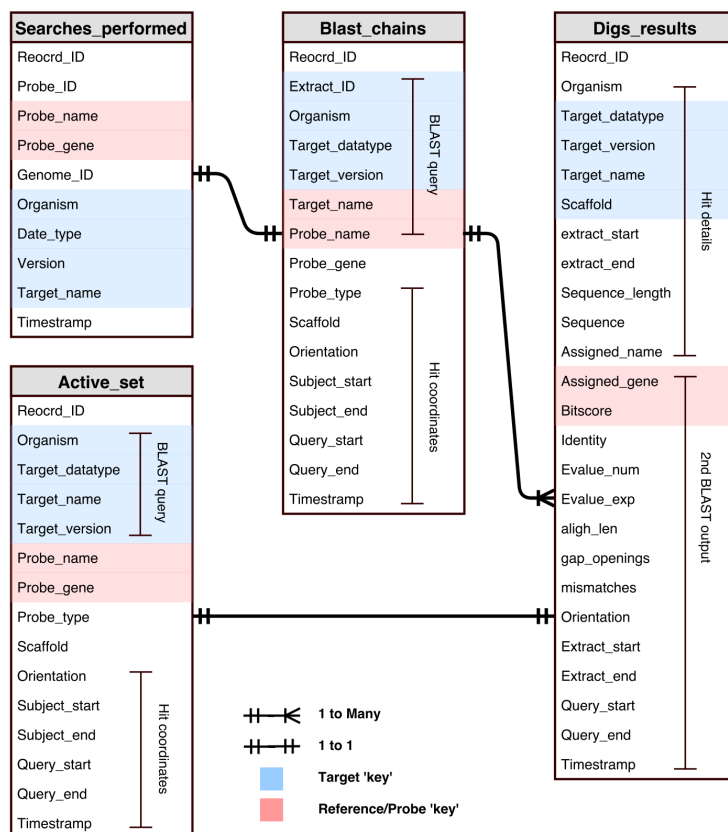 Searches_performed
Reocrd_ID
Probe_ID
Probe_name
Probe_gene
Genome_ID
Organism
Date_type
Version
Target_name
Timestramp
Active_set
Reocrd_ID
Organism
Target_datatype
Target_name
Target_version
BLAST query
Probe_name
Probe_gene
Probe_type
Scaffold
Orientation
Subject_start
Subject_end
Query_start
Query_end
Timestramp
Hit coordinates
Blast_chains
Reocrd_ID
Extract_ID
Organism
Target_datatype
Target_version
Target_name
Probe_name
BLAST query
Probe_gene
Probe_type
Scaffold
Orientation
Subject_start
Subject_end
Query_start
Query_end
Timestramp
Hit coordinates
Digs_results
Reocrd_ID
Organism
Target_datatype
Target_version
Target_name
Scaffold
extract_start
extract_end
Sequence_length
Sequence
Assigned_name
Hit details
Assigned_gene
Bitscore
Identity
Evalue_num
Evalue_exp
aligh_len
gap_openings
mismatches
Orientation
Extract_start
Extract_end
Query_start
Query_end
Timestramp
2nd BLAST output
1 to Many
1 to 1
Target 'key'
Reference/Probe 'key'